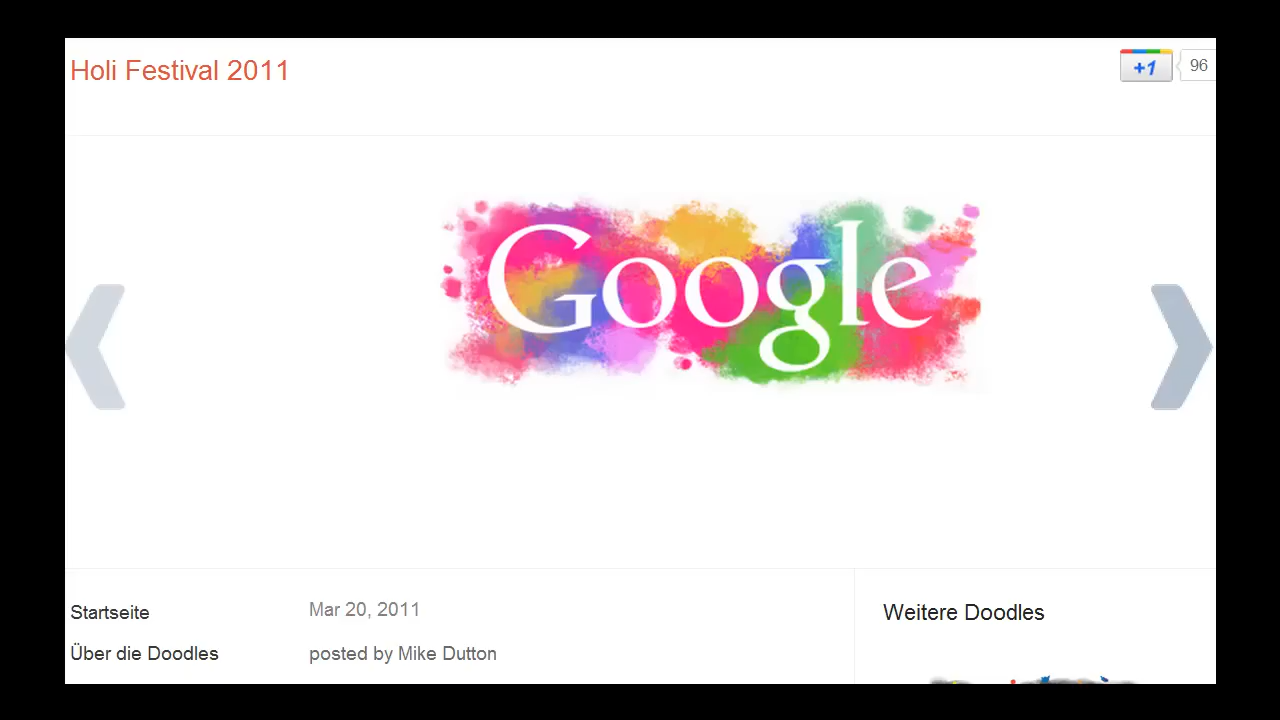 Holi Festival 2011
+1
96
Google
Startseite
Mar 20, 2011
Weitere Doodles
Über die Doodles
posted by Mike Dutton